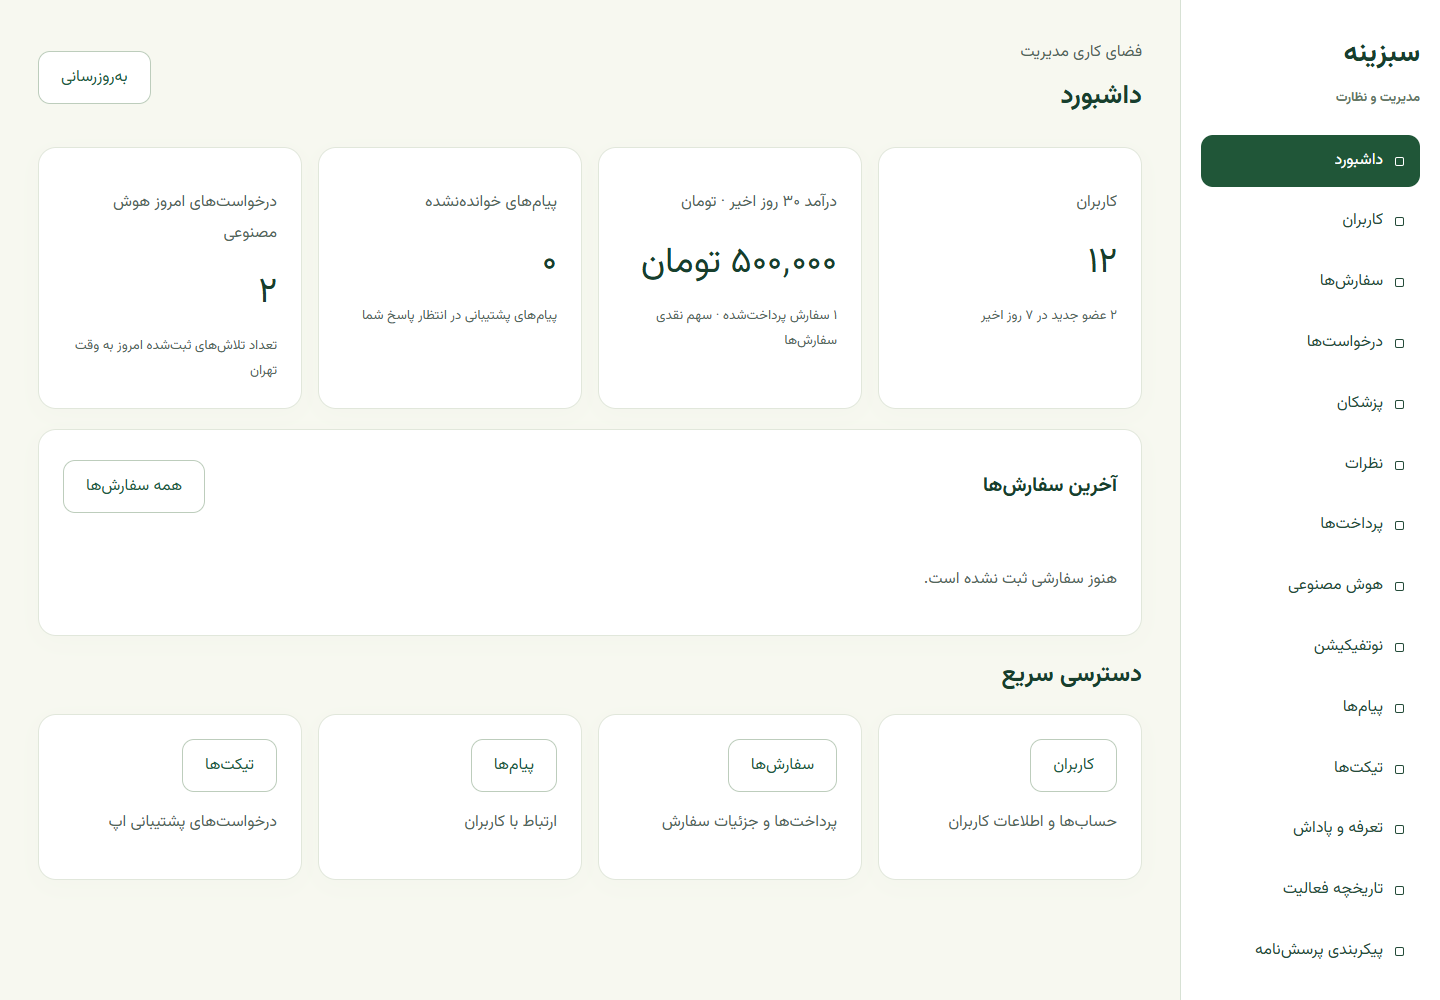 سبزینه
مدیریت و نظارت
داشبورد
کاربران
سفارش‌ها
درخواست‌ها
پزشکان
نظرات
پرداخت‌ها
هوش مصنوعی
نوتفیکیشن
پیام‌ها
تیکت‌ها
تعرفه و پاداش
تاریخچه فعالیت
پیکربندی پرسش‌نامه
فضای کاری مدیریت
داشبورد
به‌روزرسانی
کاربران
۱۲
۲ عضو جدید در ۷ روز اخیر
درآمد ۳۰ روز اخیر · تومان
۵۰۰,۰۰۰ تومان
۱ سفارش پرداخت‌شده · سهم نقدی
سفارش‌ها
پیام‌های خوانده‌نشده
۰
پیام‌های پشتیبانی در انتظار پاسخ شما
درخواست‌های امروز هوش
مصنوعی
۲
تعداد تلاش‌های ثبت‌شده امروز به وقت
تهران
آخرین سفارش‌ها
همه سفارش‌ها
هنوز سفارشی ثبت نشده است.
دسترسی سریع
کاربران
حساب‌ها و اطلاعات کاربران
سفارش‌ها
پرداخت‌ها و جزئیات سفارش
پیام‌ها
ارتباط با کاربران
تیکت‌ها
درخواست‌های پشتیبانی اپ